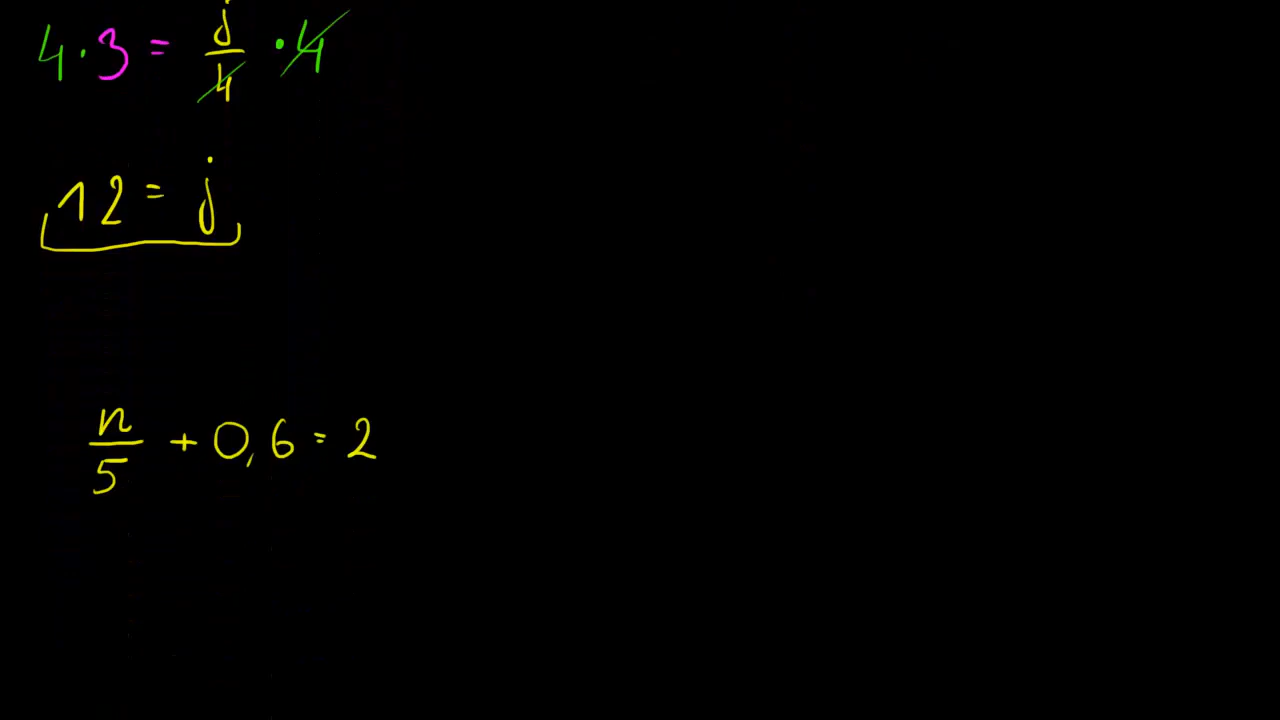 4 · 3 = j/4 · 4
12 = j
n/5 + 0,6 = 2